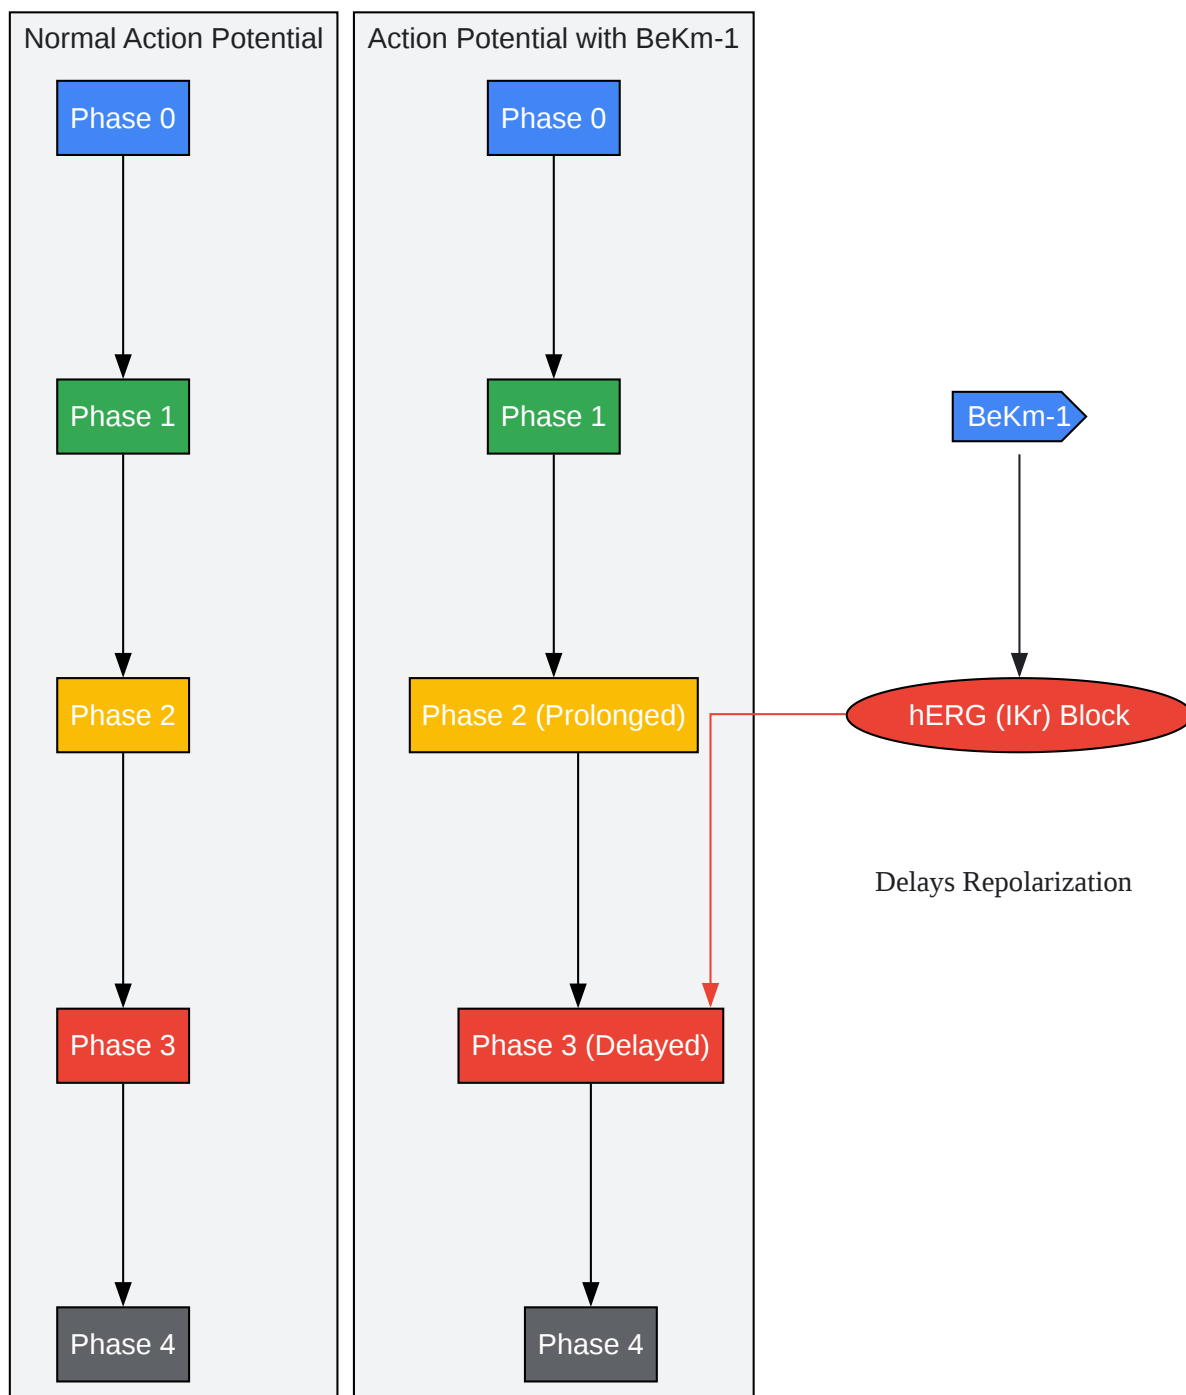 Normal Action Potential
Phase 0
Phase 1
Phase 2
Phase 3
Phase 4
Action Potential with BeKm-1
Phase 0
Phase 1
Phase 2 (Prolonged)
Phase 3 (Delayed)
Phase 4
BeKm-1
hERG (IKr) Block
Delays Repolarization